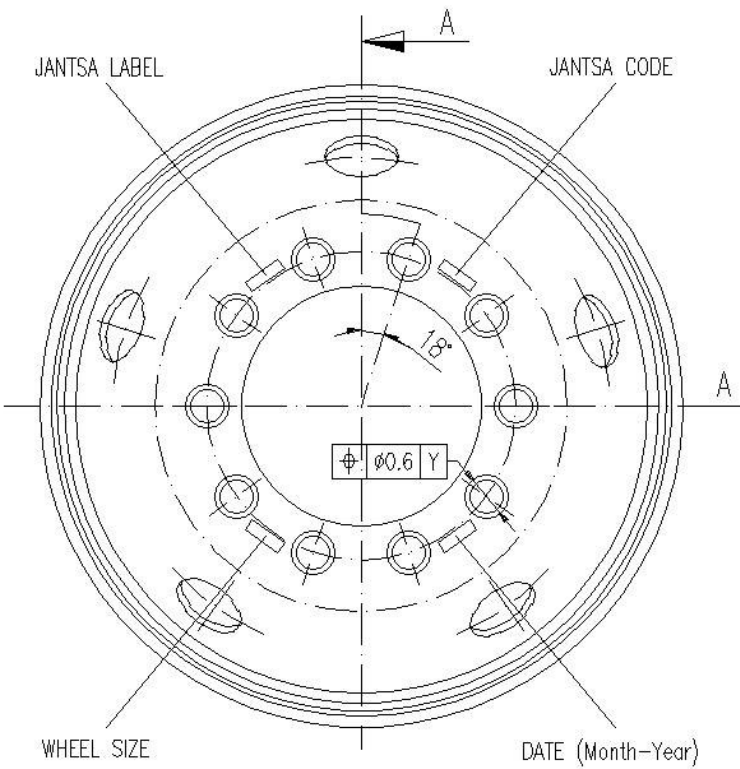 A
JANTSA LABEL
JANTSA CODE
18°
A
⌖ ø0.6 Y
WHEEL SIZE
DATE (Month-Year)